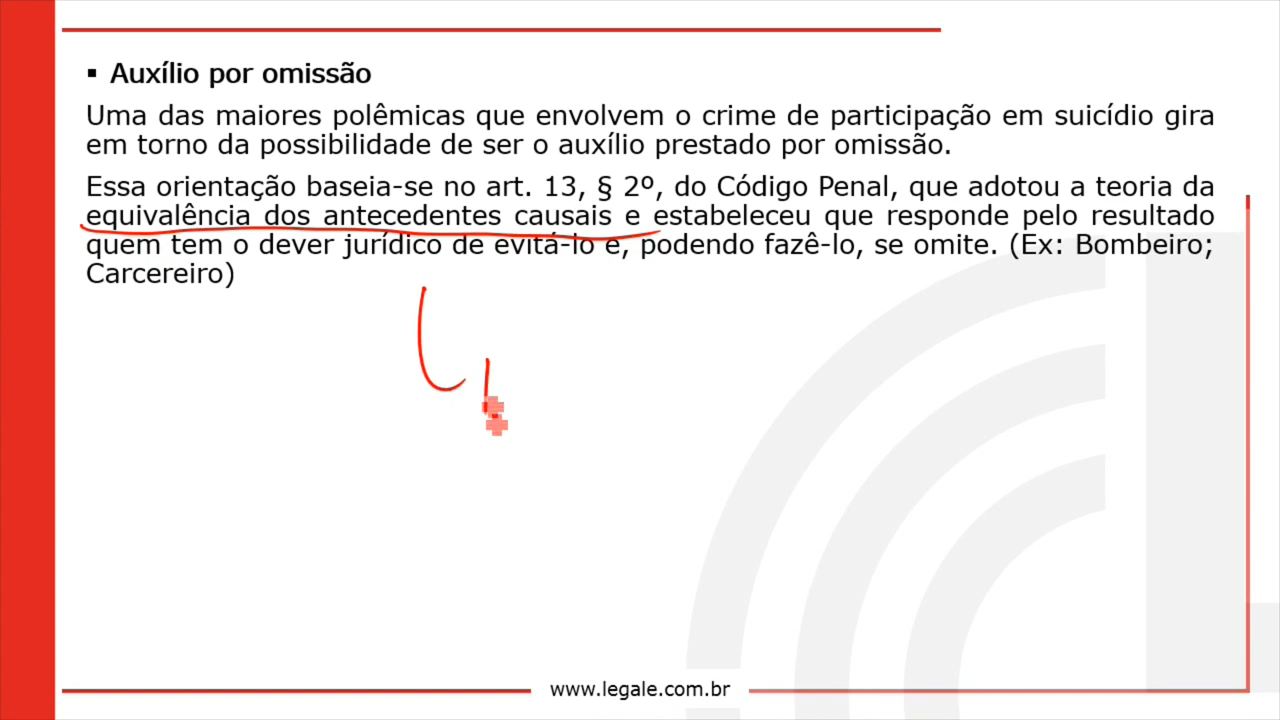 ▪ Auxílio por omissão
Uma das maiores polêmicas que envolvem o crime de participação em suicídio gira
em torno da possibilidade de ser o auxílio prestado por omissão.
Essa orientação baseia-se no art. 13, § 2º, do Código Penal, que adotou a teoria da
equivalência dos antecedentes causais e estabeleceu que responde pelo resultado
quem tem o dever jurídico de evitá-lo e, podendo fazê-lo, se omite. (Ex: Bombeiro;
Carcereiro)
www.legale.com.br